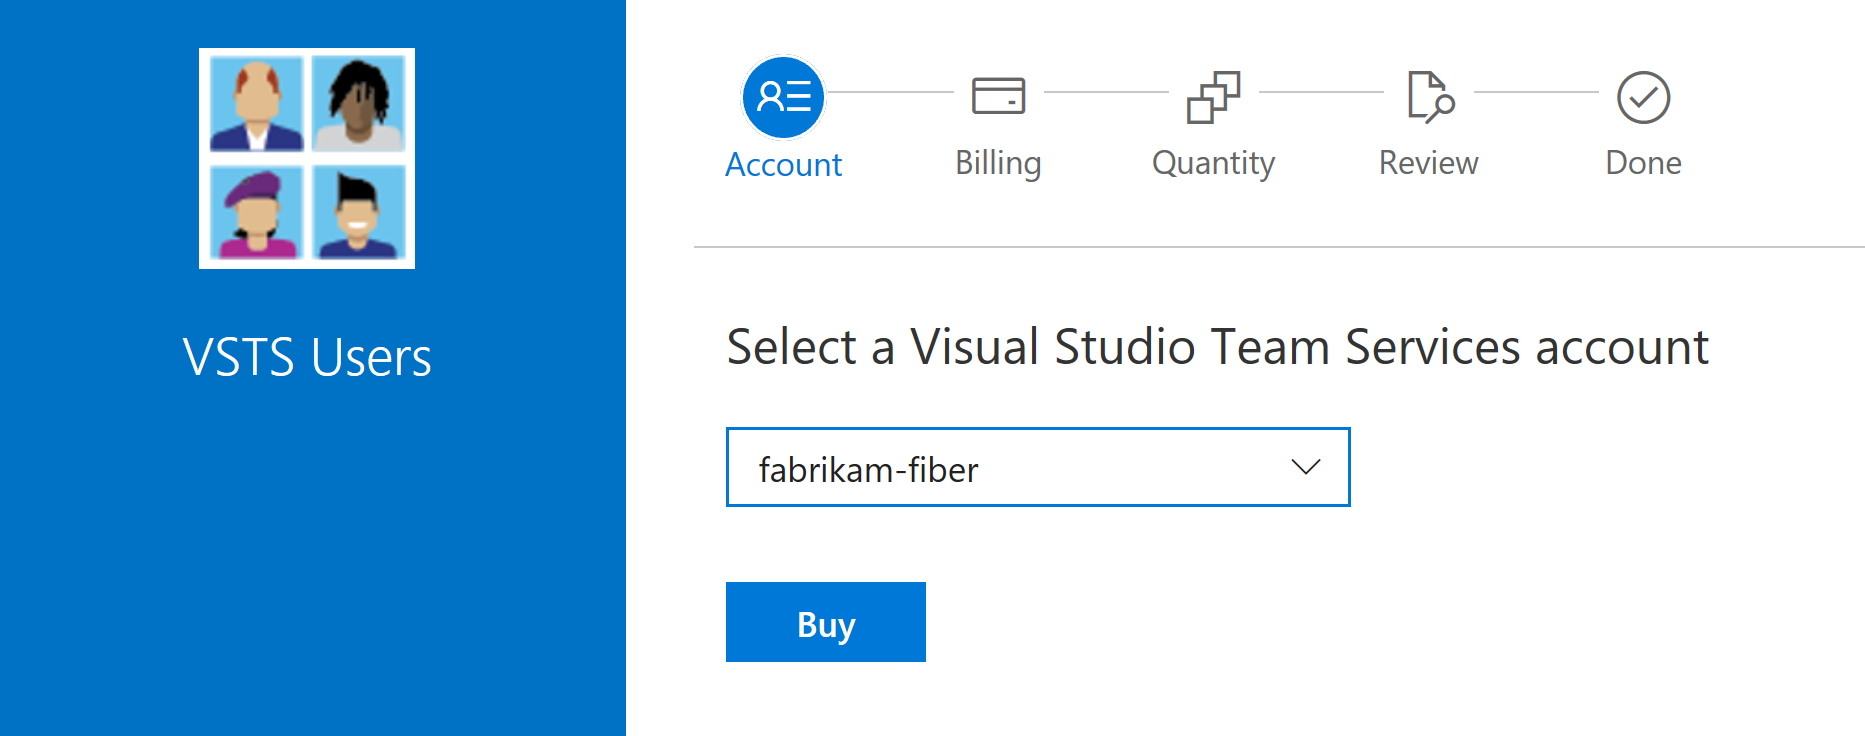 VSTS Users
Account
Billing
Quantity
Review
Done
Select a Visual Studio Team Services account
fabrikam-fiber
Buy